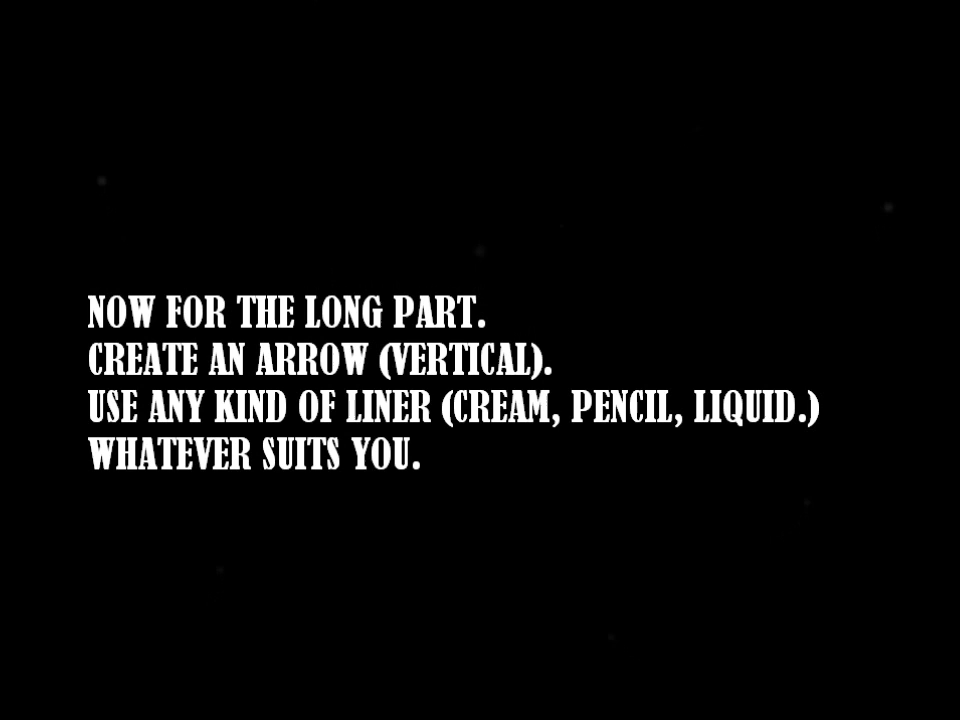 NOW FOR THE LONG PART.
CREATE AN ARROW (VERTICAL).
USE ANY KIND OF LINER (CREAM, PENCIL, LIQUID.)
WHATEVER SUITS YOU.